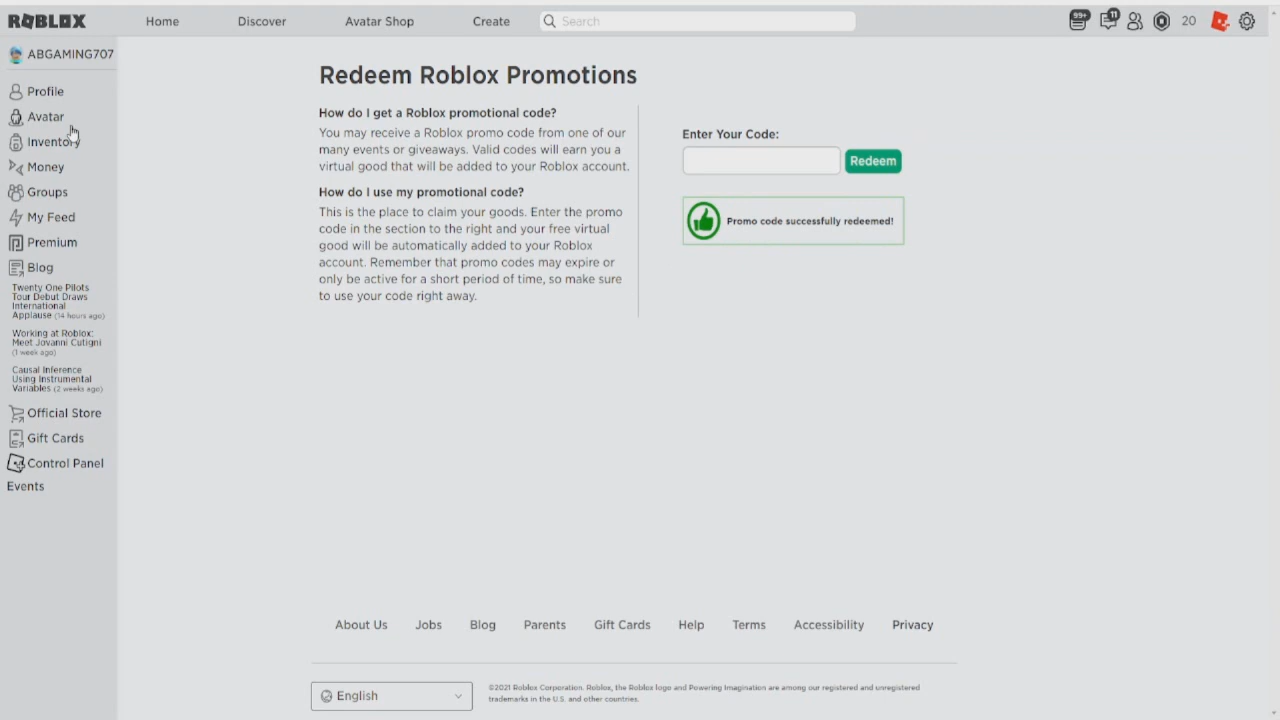 ROBLOX
Home
Discover
Avatar Shop
Create
Search
99+
11
20
ABGAMING707
Profile
Avatar
Inventory
Money
Groups
My Feed
Premium
Blog
Twenty One Pilots
Tour Debut Draws
International
Applause (14 hours ago)
Working at Roblox:
Meet Jovanni Cutigni
(1 week ago)
Causal Inference
Using Instrumental
Variables (2 weeks ago)
Official Store
Gift Cards
Control Panel
Events
Redeem Roblox Promotions
How do I get a Roblox promotional code?
You may receive a Roblox promo code from one of our
many events or giveaways. Valid codes will earn you a
virtual good that will be added to your Roblox account.
How do I use my promotional code?
This is the place to claim your goods. Enter the promo
code in the section to the right and your free virtual
good will be automatically added to your Roblox
account. Remember that promo codes may expire or
only be active for a short period of time, so make sure
to use your code right away.
Enter Your Code:
Redeem
Promo code successfully redeemed!
About Us
Jobs
Blog
Parents
Gift Cards
Help
Terms
Accessibility
Privacy
English
©2021 Roblox Corporation. Roblox, the Roblox logo and Powering Imagination are among our registered and unregistered
trademarks in the U.S. and other countries.